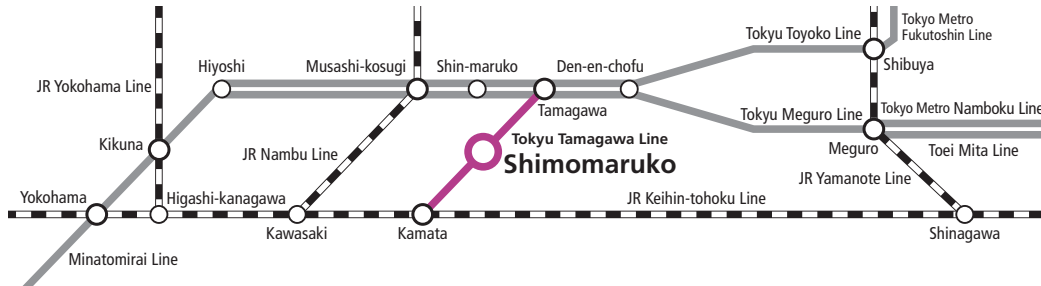 Tokyo Metro
Fukutoshin Line
Tokyu Toyoko Line
Hiyoshi
Musashi-kosugi
Shin-maruko
Den-en-chofu
Shibuya
JR Yokohama Line
Tamagawa
Tokyu Meguro Line
Tokyo Metro Namboku Line
Tokyu Tamagawa Line
Kikuna
JR Nambu Line
Shimomaruko
Meguro
Toei Mita Line
JR Yamanote Line
Yokohama
Higashi-kanagawa
JR Keihin-tohoku Line
Kawasaki
Kamata
Shinagawa
Minatomirai Line